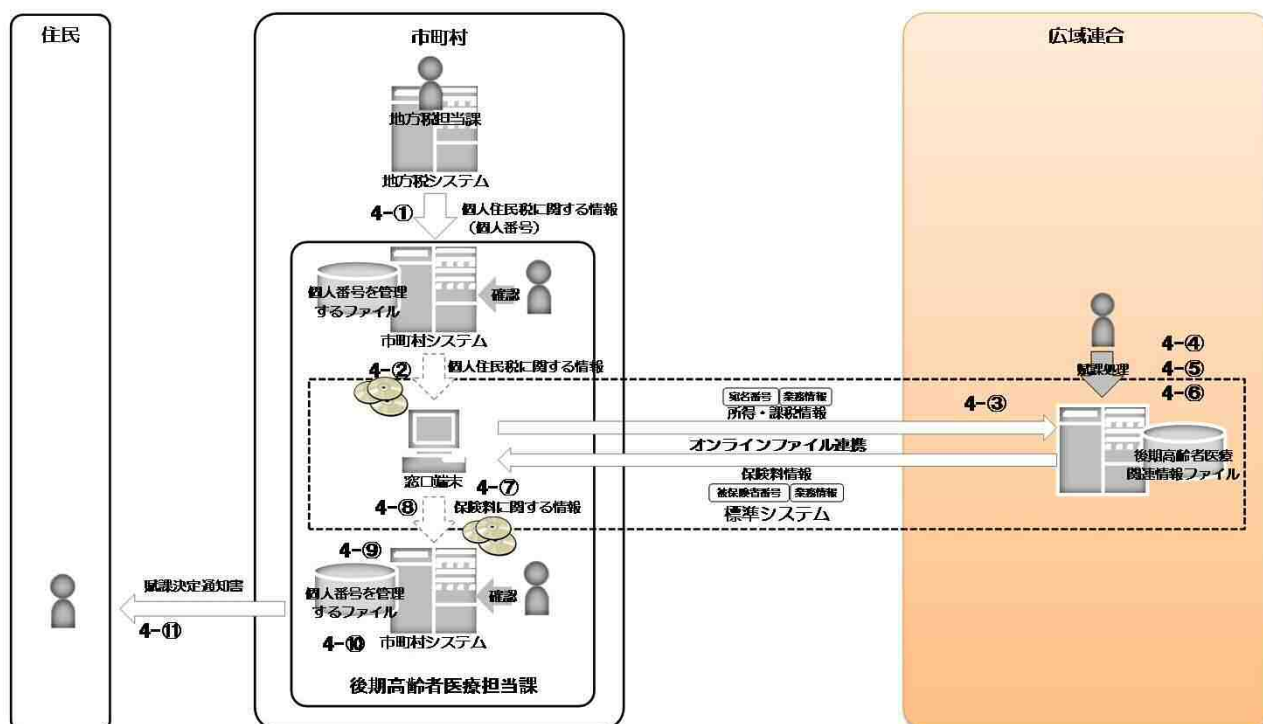 住民
市町村
広域連合
地方税担当課
地方税システム
4-①
個人住民税に関する情報
（個人番号）
個人番号を管理
するファイル
確認
市町村システム
4-②
個人住民税に関する情報
4-④
4-⑤
4-⑥
賦課処理
宛名番号
業務情報
4-③
所得・課税情報
オンラインファイル連携
後期高齢者医療
関連情報ファイル
保険料情報
窓口端末
4-⑦
被保険者番号
業務情報
4-⑧
保険料に関する情報
標準システム
4-⑨
賦課決定通知書
個人番号を管理
するファイル
確認
4-⑪
4-⑩
市町村システム
後期高齢者医療担当課